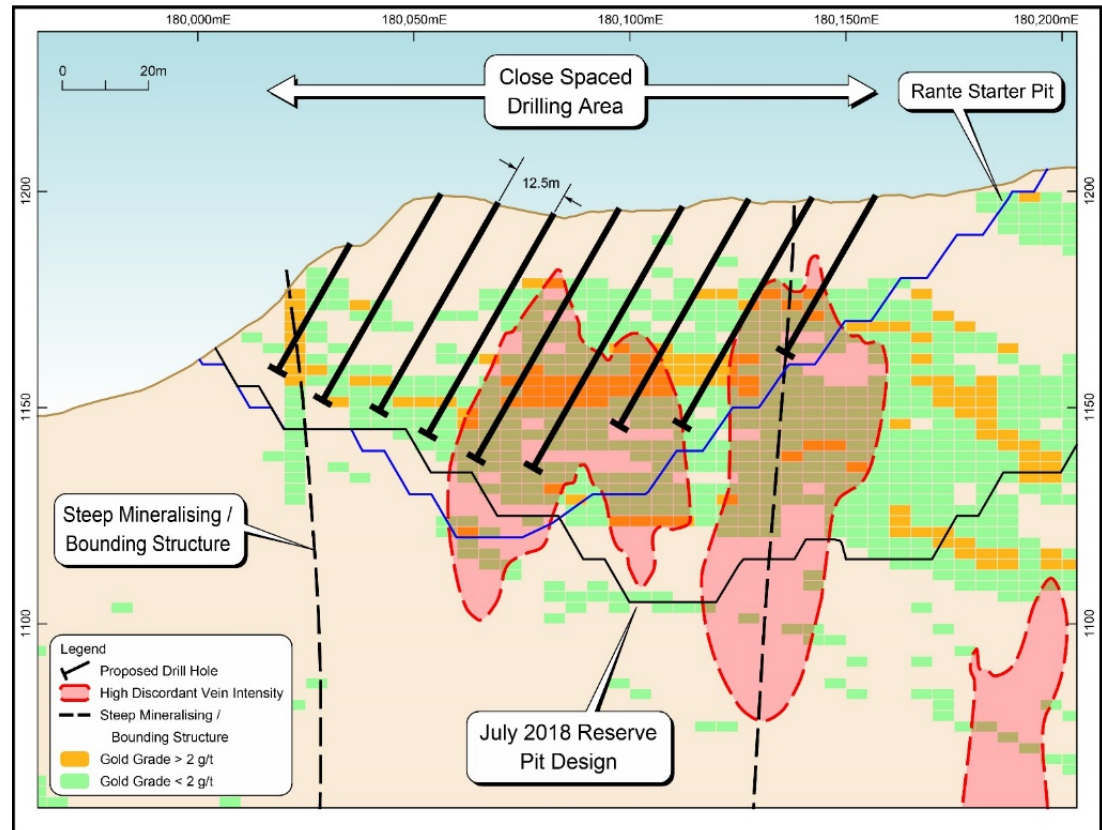 180,000mE
180,050mE
180,100mE
180,150mE
180,200mE
0 20m
Close Spaced
Drilling Area
Rante Starter Pit
12.5m
1200
1200
1150
1150
1100
1100
Steep Mineralising /
Bounding Structure
July 2018 Reserve
Pit Design
Legend
Proposed Drill Hole
High Discordant Vein Intensity
Steep Mineralising /
Bounding Structure
Gold Grade > 2 g/t
Gold Grade < 2 g/t